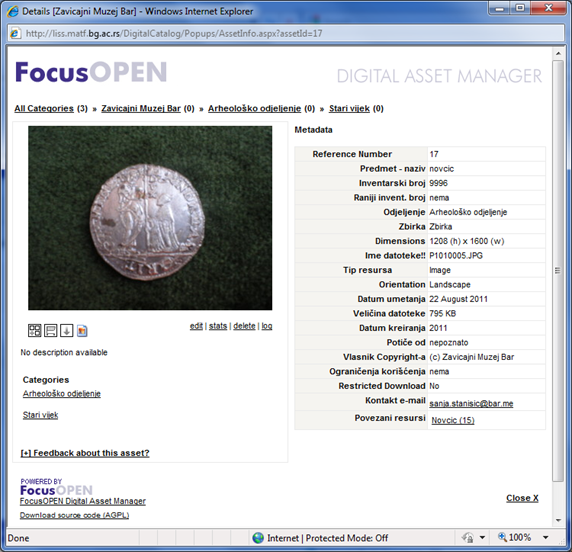 Details [Zavicajni Muzej Bar] - Windows Internet Explorer
http://liss.matf.bg.ac.rs/DigitalCatalog/Popups/AssetInfo.aspx?assetId=17
FocusOPEN
DIGITAL ASSET MANAGER
All Categories (3) » Zavicajni Muzej Bar (0) » Arheološko odjeljenje (0) » Stari vijek (0)
edit | stats | delete | log
No description available
Categories
Arheološko odjeljenje
Stari vijek
[+] Feedback about this asset?
Metadata
Reference Number 17
Predmet - naziv novcic
Inventarski broj 9996
Raniji invent. broj nema
Odjeljenje Arheološko odjeljenje
Zbirka Zbirka
Dimensions 1208 (h) x 1600 (w)
Ime datoteke!! P1010005.JPG
Tip resursa Image
Orientation Landscape
Datum umetanja 22 August 2011
Veličina datoteke 795 KB
Datum kreiranja 2011
Potiče od nepoznato
Vlasnik Copyright-a (c) Zavicajni Muzej Bar
Ograničenja korišćenja nema
Restricted Download No
Kontakt e-mail sanja.stanisic@bar.me
Povezani resursi Novcic (15)
POWERED BY
FocusOPEN
FocusOPEN Digital Asset Manager
Download source code (AGPL)
Close X
Done
Internet | Protected Mode: Off
100%